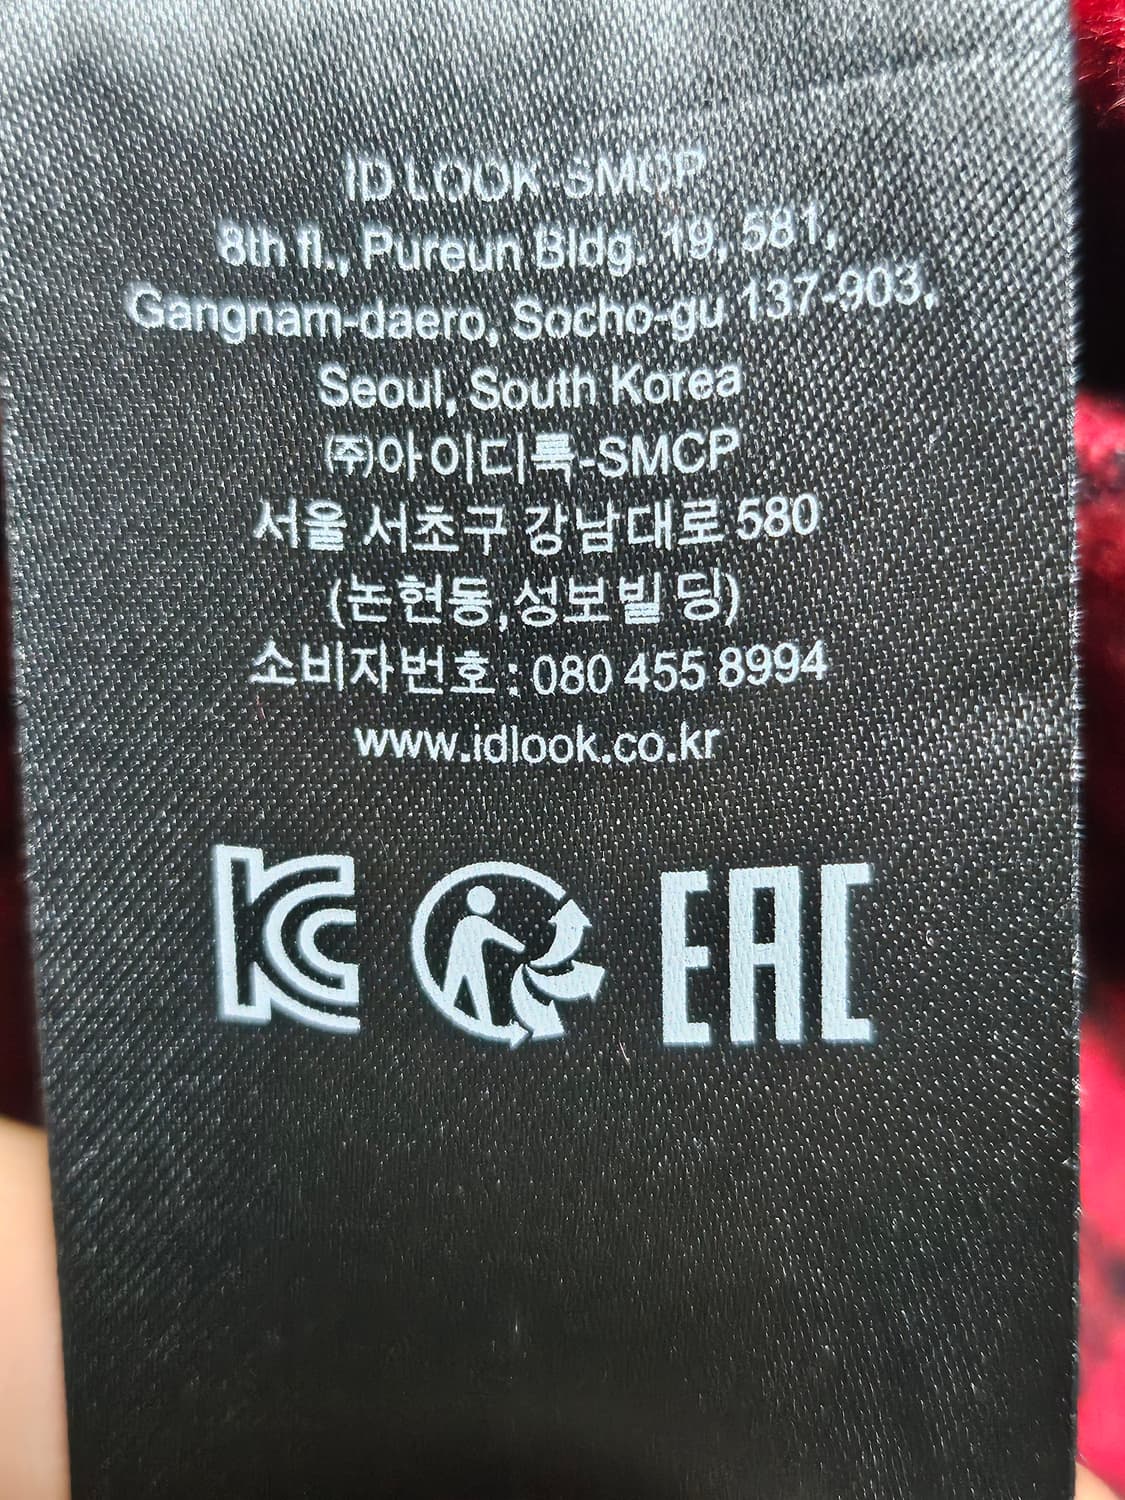 ID LOOK-SMCP
8th fl., Pureun Bldg. 19, 581,
Gangnam-daero, Socho-gu 137-903,
Seoul, South Korea
㈜아이디룩-SMCP
서울 서초구 강남대로 580
(논현등,성보빌딩)
소비자번호 : 080 455 8994
www.idlook.co.kr
KC EAC